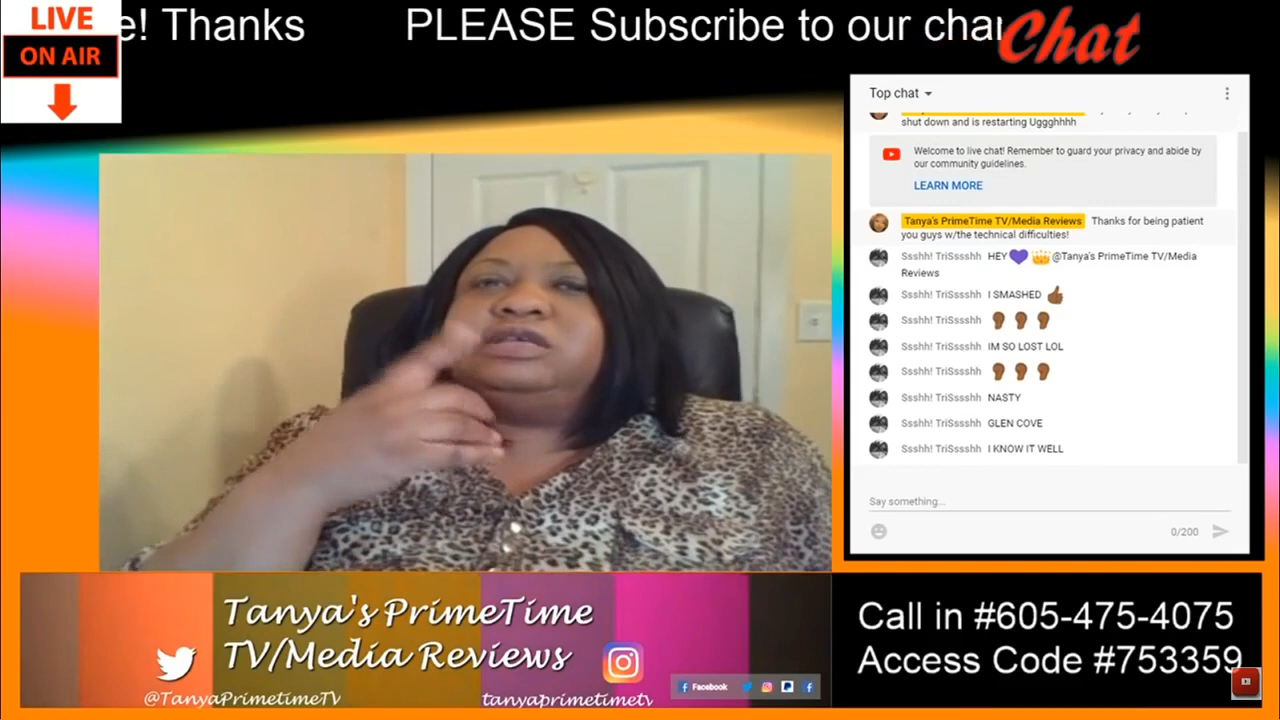 LIVE
ON AIR
e! Thanks PLEASE Subscribe to our chan
Chat
Top chat
shut down and is restarting Uggghhhh
Welcome to live chat! Remember to guard your privacy and abide by
our community guidelines.
LEARN MORE
Tanya's PrimeTime TV/Media Reviews Thanks for being patient
you guys w/the technical difficulties!
Ssshh! TriSssshh HEY 💜 👑 @Tanya's PrimeTime TV/Media
Reviews
Ssshh! TriSssshh I SMASHED 👍🏾
Ssshh! TriSssshh 👂🏾 👂🏾 👂🏾
Ssshh! TriSssshh IM SO LOST LOL
Ssshh! TriSssshh 👂🏾 👂🏾 👂🏾
Ssshh! TriSssshh NASTY
Ssshh! TriSssshh GLEN COVE
Ssshh! TriSssshh I KNOW IT WELL
Say something...
0/200
Tanya's PrimeTime
TV/Media Reviews
@TanyaPrimetimeTV
tanyaprimetimetv
Facebook
Call in #605-475-4075
Access Code #753359